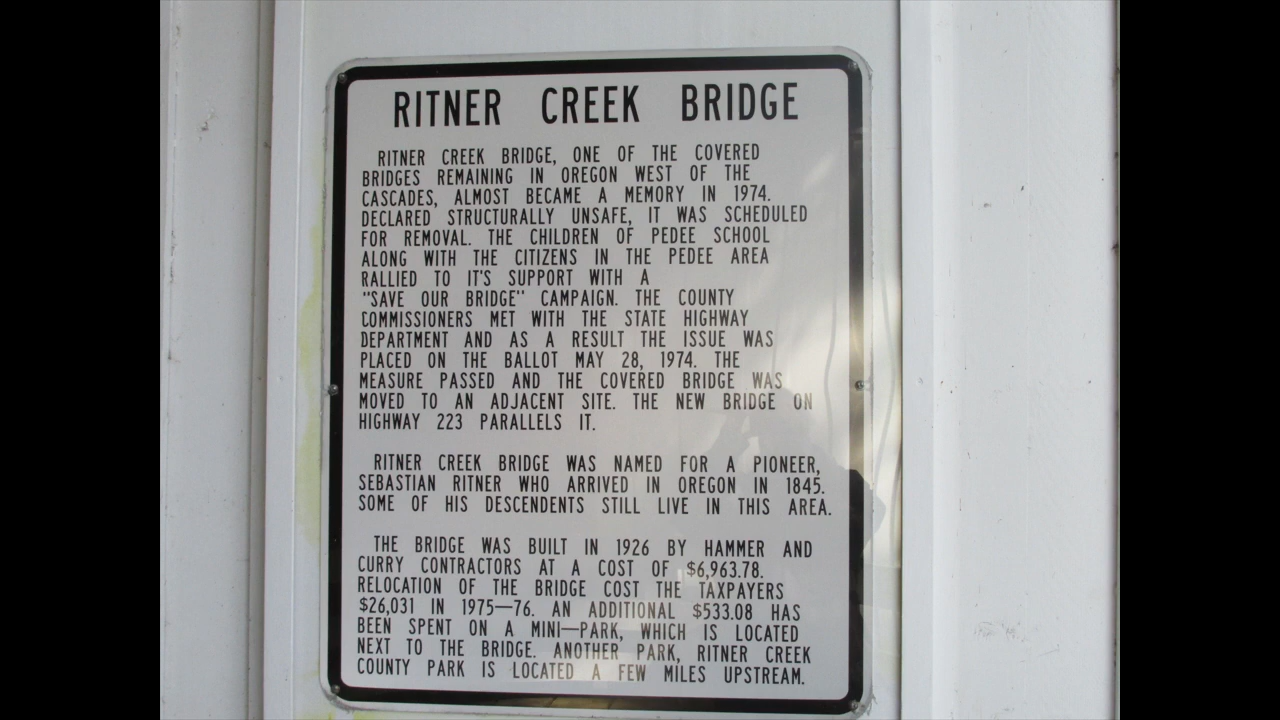 RITNER CREEK BRIDGE
RITNER CREEK BRIDGE, ONE OF THE COVERED
BRIDGES REMAINING IN OREGON WEST OF THE
CASCADES, ALMOST BECAME A MEMORY IN 1974.
DECLARED STRUCTURALLY UNSAFE, IT WAS SCHEDULED
FOR REMOVAL. THE CHILDREN OF PEDEE SCHOOL
ALONG WITH THE CITIZENS IN THE PEDEE AREA
RALLIED TO IT'S SUPPORT WITH A
"SAVE OUR BRIDGE" CAMPAIGN. THE COUNTY
COMMISSIONERS MET WITH THE STATE HIGHWAY
DEPARTMENT AND AS A RESULT THE ISSUE WAS
PLACED ON THE BALLOT MAY 28, 1974. THE
MEASURE PASSED AND THE COVERED BRIDGE WAS
MOVED TO AN ADJACENT SITE. THE NEW BRIDGE ON
HIGHWAY 223 PARALLELS IT.
RITNER CREEK BRIDGE WAS NAMED FOR A PIONEER,
SEBASTIAN RITNER WHO ARRIVED IN OREGON IN 1845.
SOME OF HIS DESCENDENTS STILL LIVE IN THIS AREA.
THE BRIDGE WAS BUILT IN 1926 BY HAMMER AND
CURRY CONTRACTORS AT A COST OF $6,963.78.
RELOCATION OF THE BRIDGE COST THE TAXPAYERS
$26,031 IN 1975—76. AN ADDITIONAL $533.08 HAS
BEEN SPENT ON A MINI—PARK, WHICH IS LOCATED
NEXT TO THE BRIDGE. ANOTHER PARK, RITNER CREEK
COUNTY PARK IS LOCATED A FEW MILES UPSTREAM.